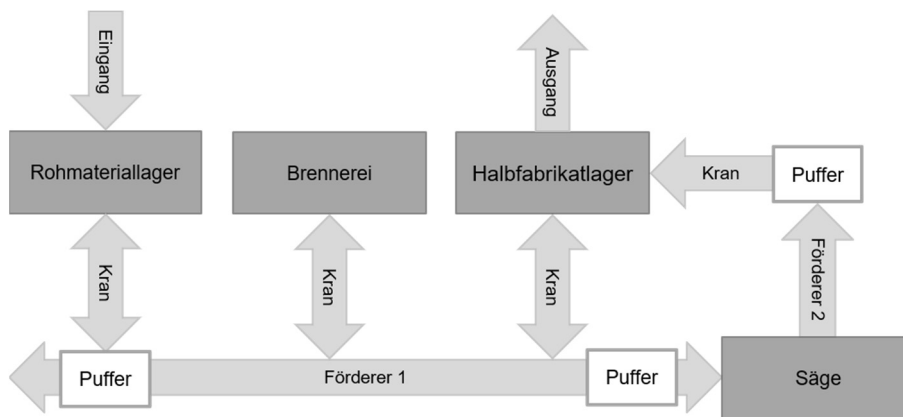 Eingang
Ausgang
Rohmateriallager
Brennerei
Halbfabrikatlager
Kran
Puffer
Kran
Kran
Kran
Förderer 2
Puffer
Förderer 1
Puffer
Säge